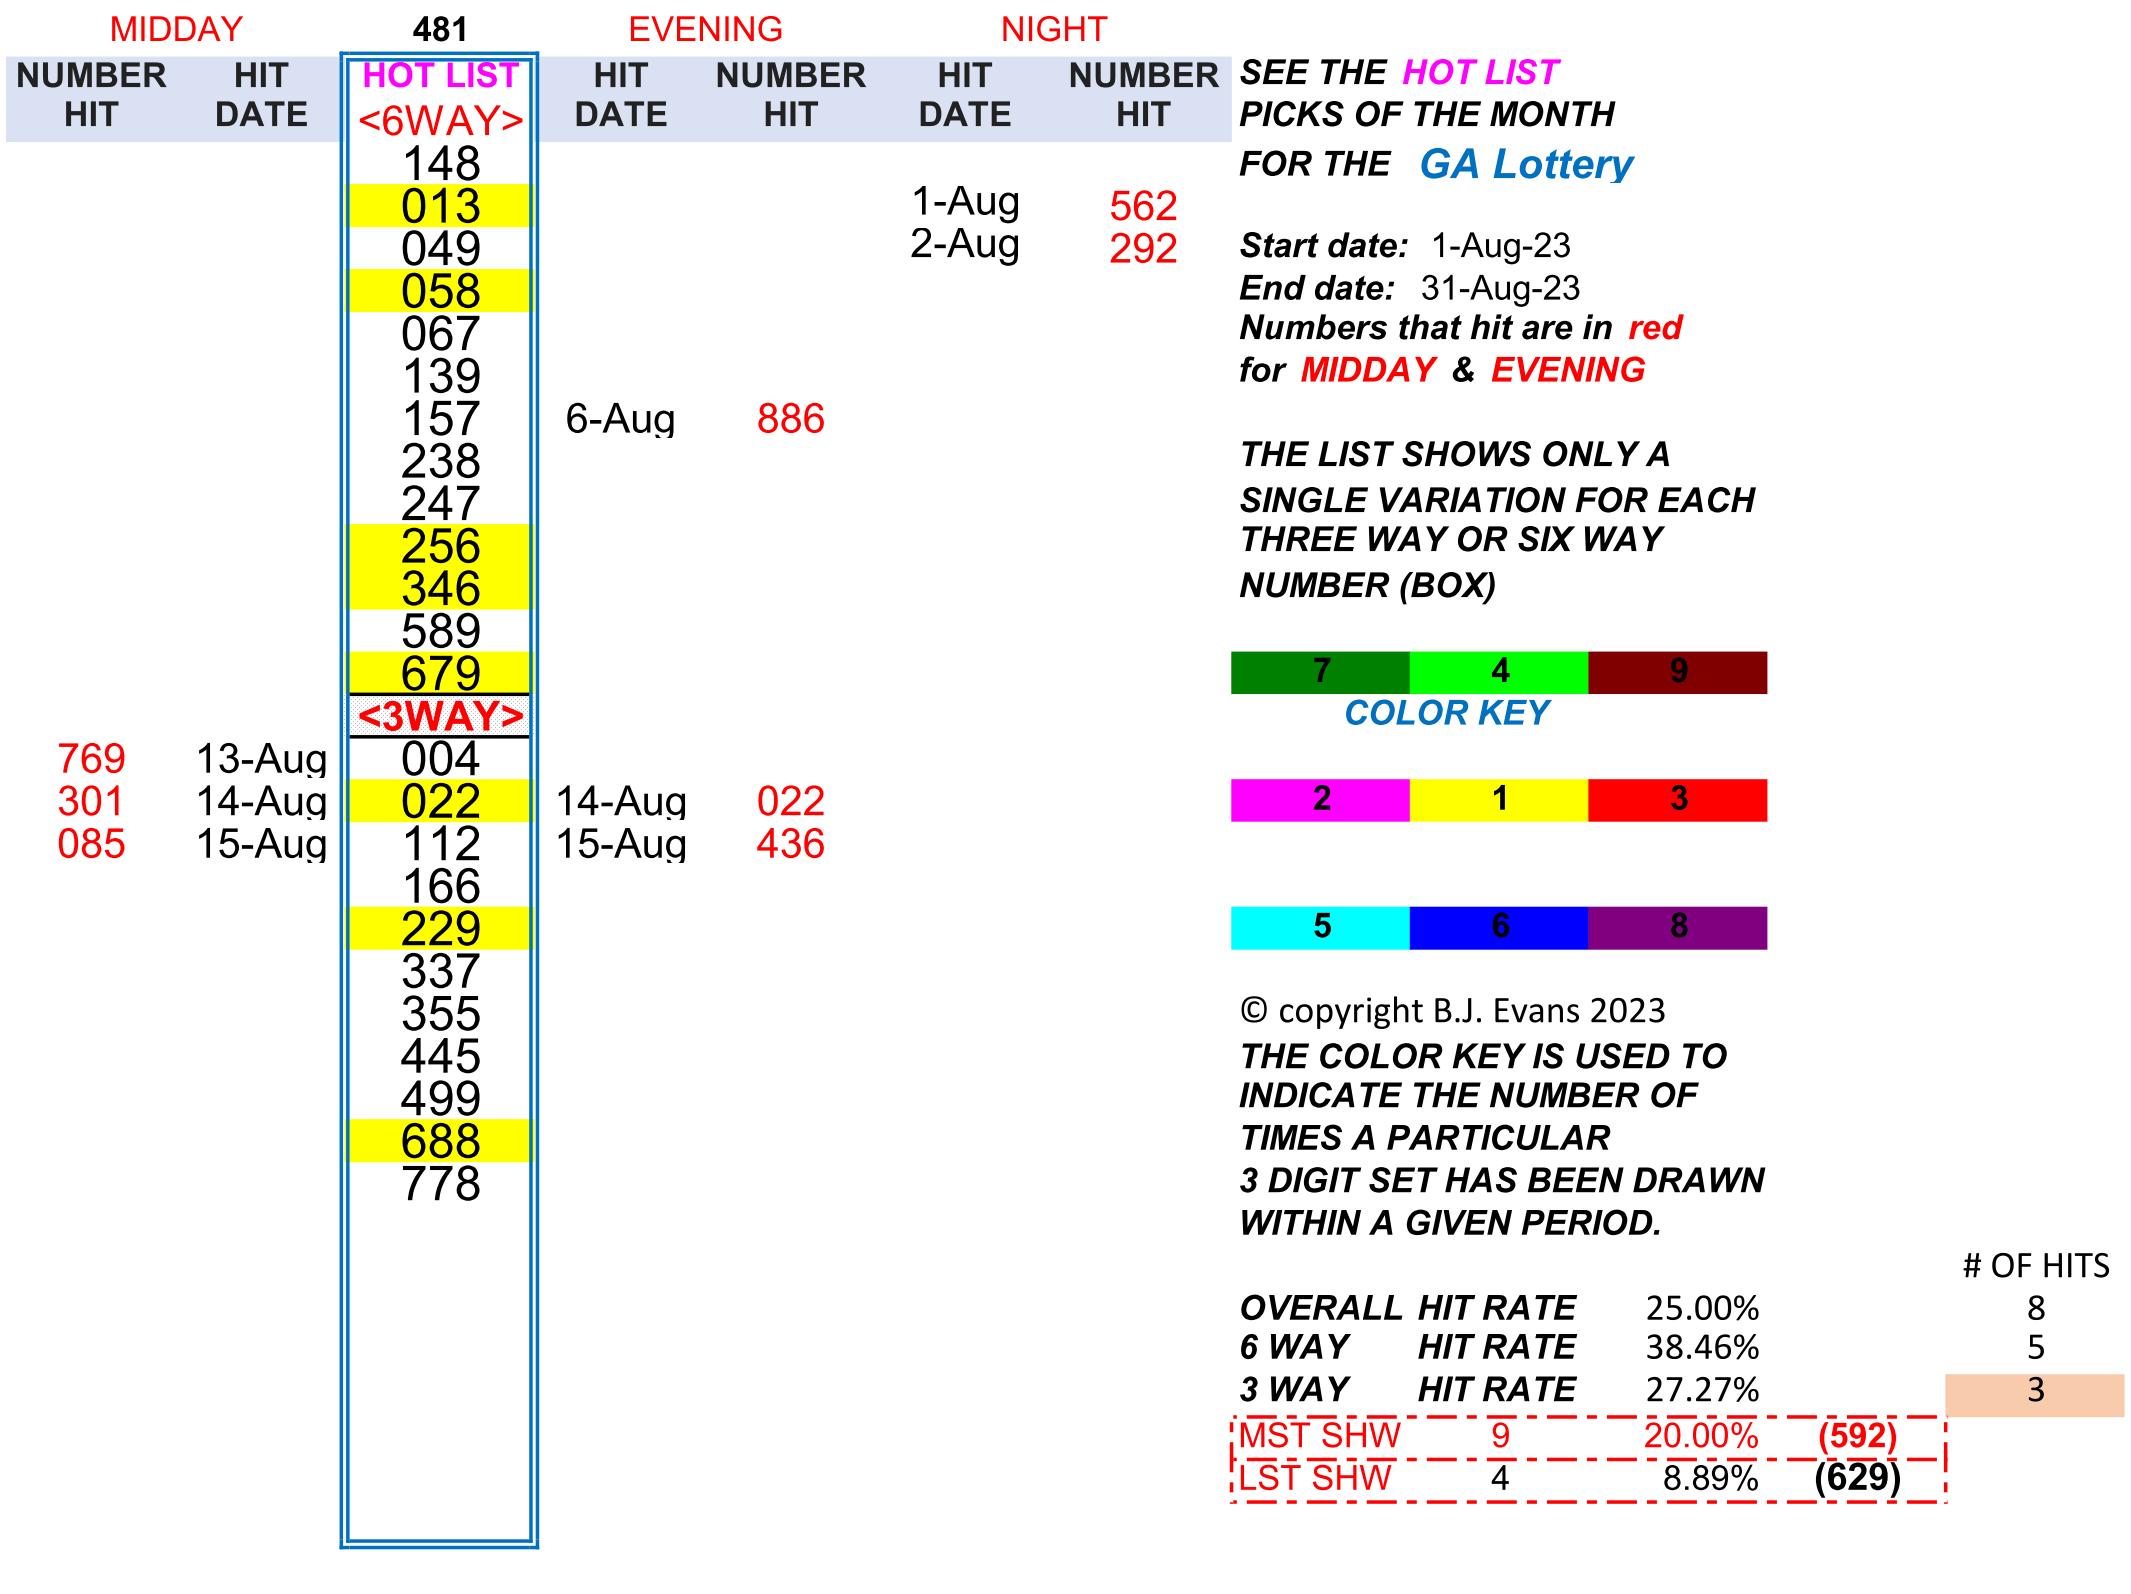 MIDDAY 481 EVENING NIGHT
NUMBER HIT HOT LIST HIT NUMBER HIT NUMBER SEE THE HOT LIST
HIT DATE <6WAY> DATE HIT DATE HIT PICKS OF THE MONTH
148 FOR THE GA Lottery
013 1-Aug 562
049 2-Aug 292 Start date: 1-Aug-23
058 End date: 31-Aug-23
067 Numbers that hit are in red
139 for MIDDAY & EVENING
157 6-Aug 886
238 THE LIST SHOWS ONLY A
247 SINGLE VARIATION FOR EACH
256 THREE WAY OR SIX WAY
346 NUMBER (BOX)
589
679 7 4 9
<3WAY> COLOR KEY
769 13-Aug 004
301 14-Aug 022 14-Aug 022 2 1 3
085 15-Aug 112 15-Aug 436
166
229 5 6 8
337
355 © copyright B.J. Evans 2023
445 THE COLOR KEY IS USED TO
499 INDICATE THE NUMBER OF
688 TIMES A PARTICULAR
778 3 DIGIT SET HAS BEEN DRAWN
WITHIN A GIVEN PERIOD.
# OF HITS
OVERALL HIT RATE 25.00% 8
6 WAY HIT RATE 38.46% 5
3 WAY HIT RATE 27.27% 3
MST SHW 9 20.00% (592)
LST SHW 4 8.89% (629)